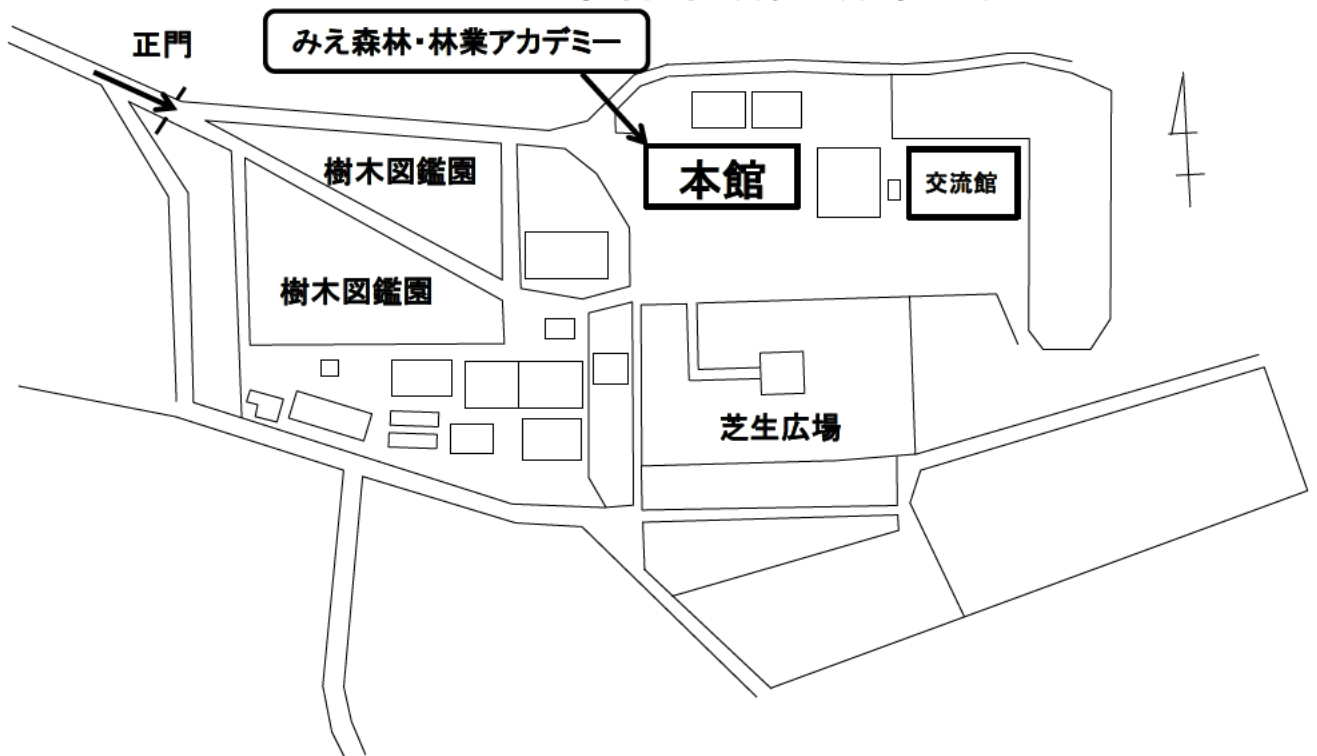 正門
みえ森林・林業アカデミー
樹木図鑑園
本館
交流館
樹木図鑑園
芝生広場